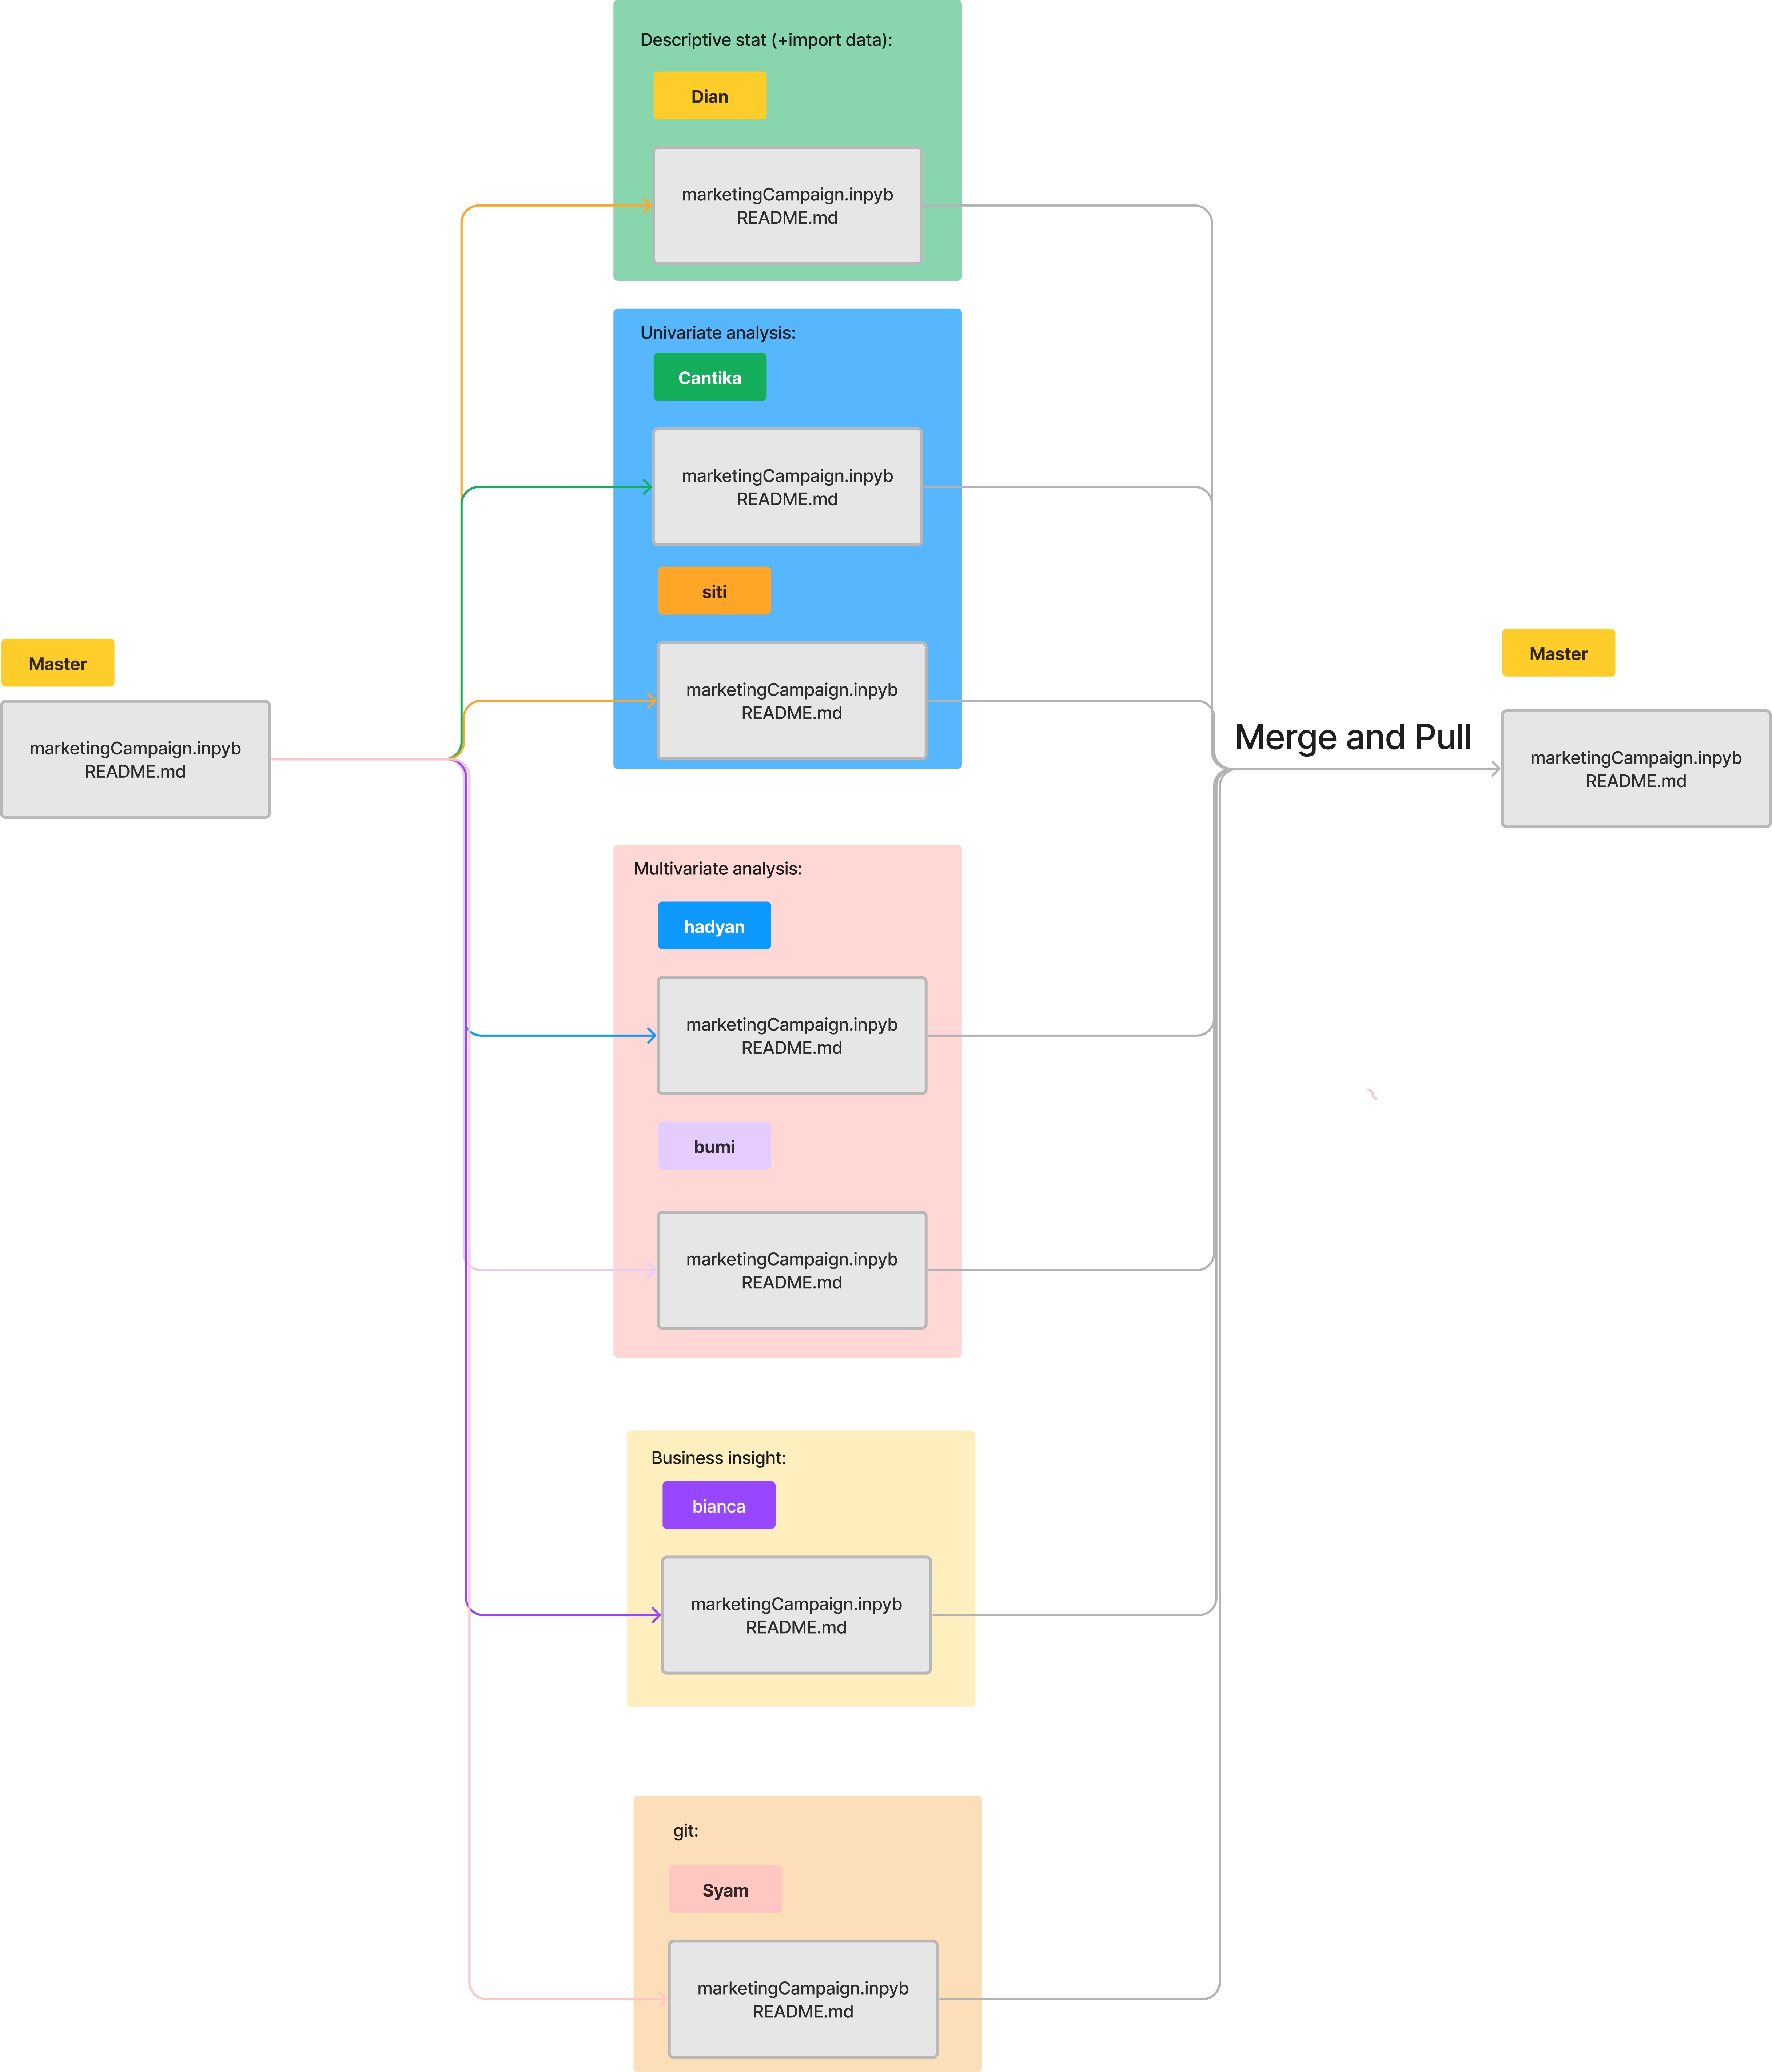 Descriptive stat (+import data):
Dian
marketingCampaign.inpyb
README.md
Univariate analysis:
Cantika
marketingCampaign.inpyb
README.md
siti
marketingCampaign.inpyb
README.md
Master
marketingCampaign.inpyb
README.md
Merge and Pull
Master
marketingCampaign.inpyb
README.md
Multivariate analysis:
hadyan
marketingCampaign.inpyb
README.md
bumi
marketingCampaign.inpyb
README.md
Business insight:
bianca
marketingCampaign.inpyb
README.md
git:
Syam
marketingCampaign.inpyb
README.md